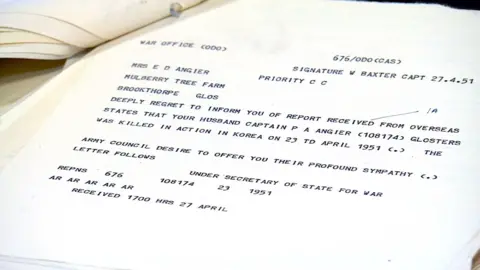 WAR OFFICE (ODO)
676/ODO(CAS)
SIGNATURE W BAXTER CAPT 27.4.51
MRS E D ANGIER PRIORITY C C
MULBERRY TREE FARM
BROOKTHORPE GLOS /A
DEEPLY REGRET TO INFORM YOU OF REPORT RECEIVED FROM OVERSEAS
STATES THAT YOUR HUSBAND CAPTAIN P A ANGIER (108174) GLOSTERS
WAS KILLED IN ACTION IN KOREA ON 23 TD APRIL 1951 (.) THE
ARMY COUNCIL DESIRE TO OFFER YOU THEIR PROFOUND SYMPATHY (.)
LETTER FOLLOWS
UNDER SECRETARY OF STATE FOR WAR
REPNS 676 108174 23 1951
AR AR AR AR AR
RECEIVED 1700 HRS 27 APRIL